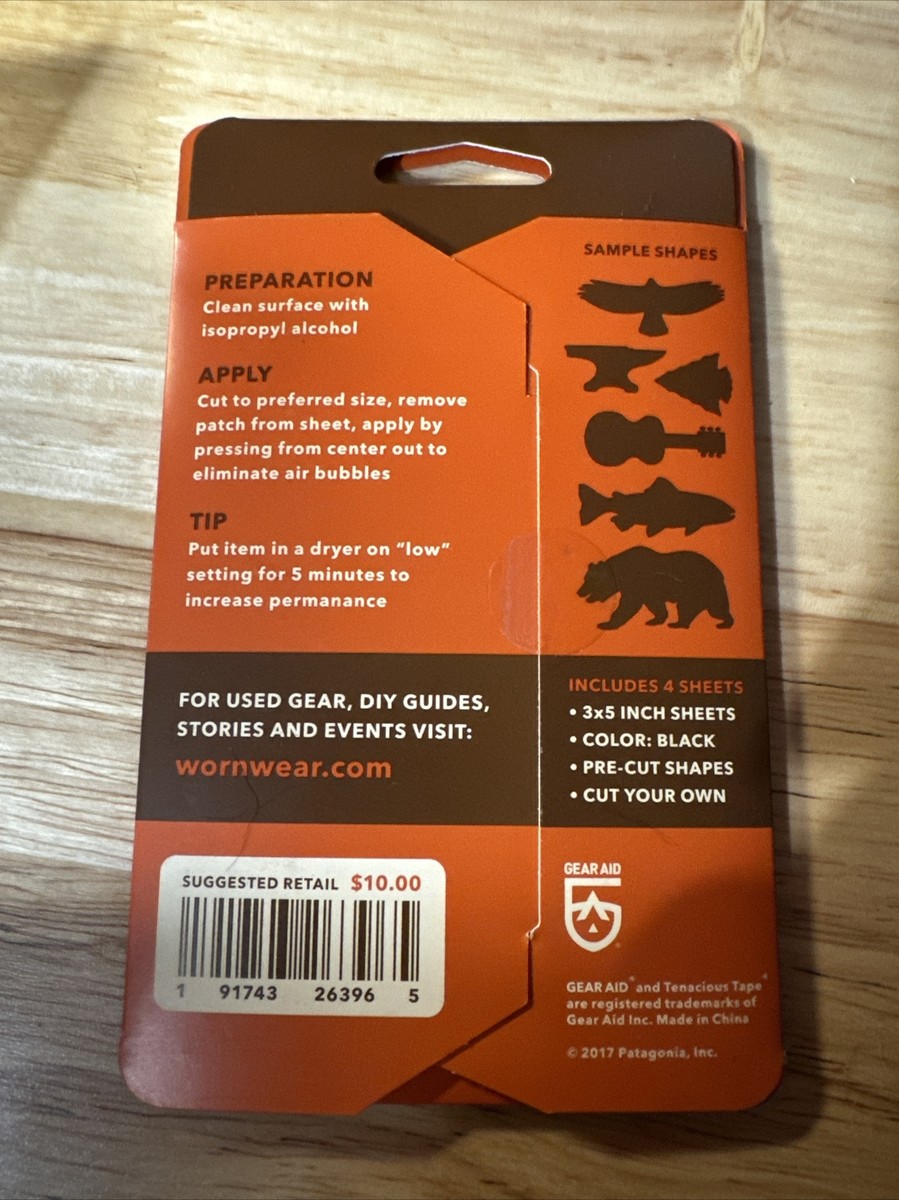 PREPARATION
Clean surface with
isopropyl alcohol
APPLY
Cut to preferred size, remove
patch from sheet, apply by
pressing from center out to
eliminate air bubbles
TIP
Put item in a dryer on “low”
setting for 5 minutes to
increase permanance
SAMPLE SHAPES
FOR USED GEAR, DIY GUIDES,
STORIES AND EVENTS VISIT:
wornwear.com
INCLUDES 4 SHEETS
• 3x5 INCH SHEETS
• COLOR: BLACK
• PRE-CUT SHAPES
• CUT YOUR OWN
SUGGESTED RETAIL $10.00
1 91743 26396 5
GEAR AID
GEAR AID® and Tenacious Tape®
are registered trademarks of
Gear Aid Inc. Made in China
© 2017 Patagonia, Inc.